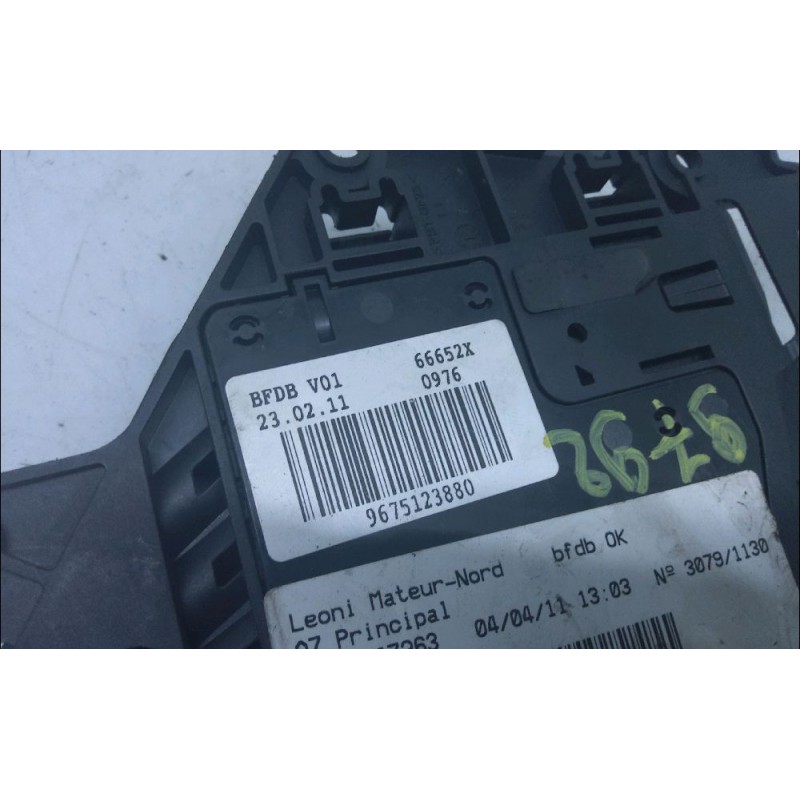 BFDB V01 66652X
23.02.11 0976
9675123880
9792
Leoni Mateur-Nord bfdb OK
Principal 04/04/11 13:03 Nº 3079/1130